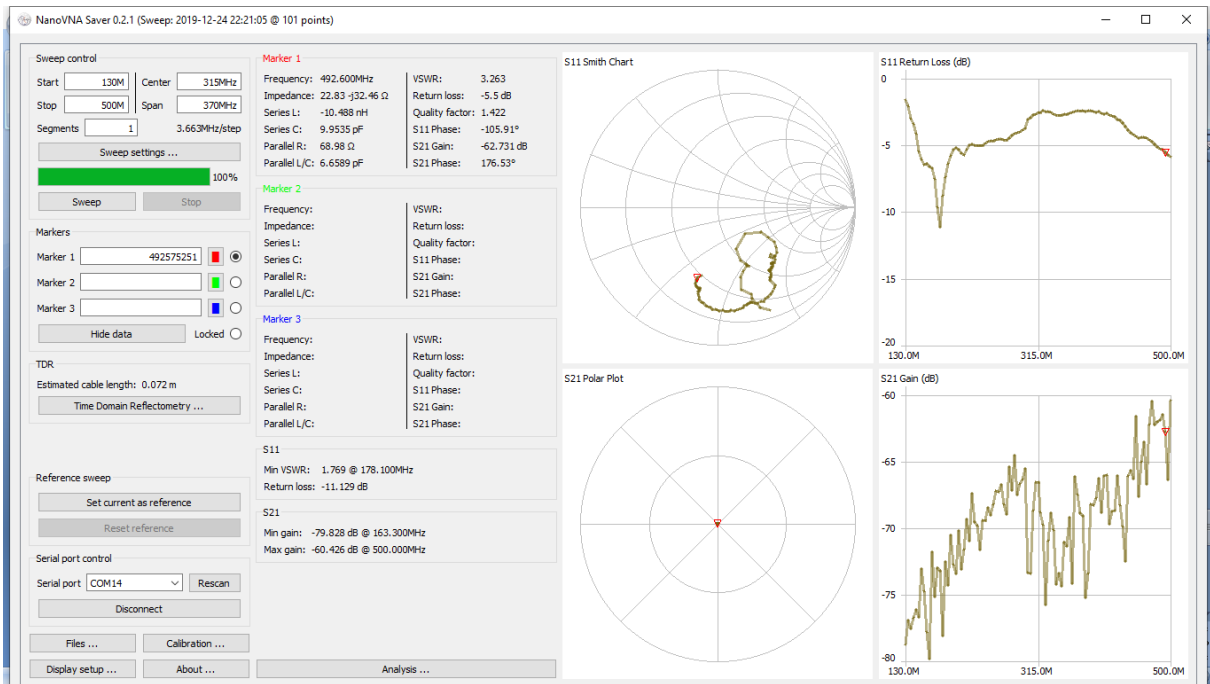 NanoVNA Saver 0.2.1 (Sweep: 2019-12-24 22:21:05 @ 101 points)
Sweep control
Start 130M Center 315MHz
Stop 500M Span 370MHz
Segments 1 3.663MHz/step
Sweep settings ...
100%
Sweep Stop
Markers
Marker 1 492575251
Marker 2
Marker 3
Hide data Locked
TDR
Estimated cable length: 0.072 m
Time Domain Reflectometry ...
Reference sweep
Set current as reference
Reset reference
Serial port control
Serial port COM14 Rescan
Disconnect
Files ... Calibration ...
Display setup ... About ...
Marker 1
Frequency: 492.600MHz VSWR: 3.263
Impedance: 22.83 -j32.46 Ω Return loss: -5.5 dB
Series L: -10.488 nH Quality factor: 1.422
Series C: 9.9535 pF S11 Phase: -105.91°
Parallel R: 68.98 Ω S21 Gain: -62.731 dB
Parallel L/C: 6.6589 pF S21 Phase: 176.53°
Marker 2
Frequency: VSWR:
Impedance: Return loss:
Series L: Quality factor:
Series C: S11 Phase:
Parallel R: S21 Gain:
Parallel L/C: S21 Phase:
Marker 3
Frequency: VSWR:
Impedance: Return loss:
Series L: Quality factor:
Series C: S11 Phase:
Parallel R: S21 Gain:
Parallel L/C: S21 Phase:
S11
Min VSWR: 1.769 @ 178.100MHz
Return loss: -11.129 dB
S21
Min gain: -79.828 dB @ 163.300MHz
Max gain: -60.426 dB @ 500.000MHz
Analysis ...
S11 Smith Chart
S11 Return Loss (dB)
0
-5
-10
-15
-20
130.0M 315.0M 500.0M
S21 Polar Plot
S21 Gain (dB)
-60
-65
-70
-75
-80
130.0M 315.0M 500.0M